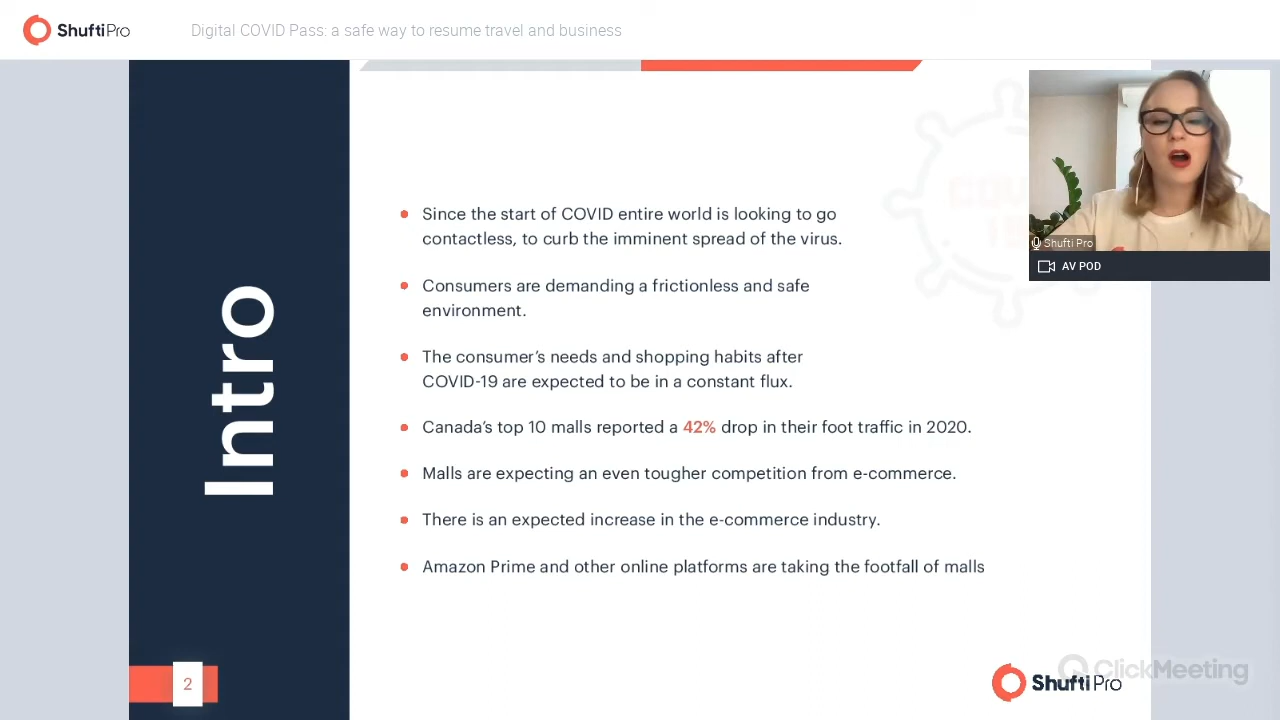 ShuftiPro
Digital COVID Pass: a safe way to resume travel and business
Intro
Since the start of COVID entire world is looking to go
contactless, to curb the imminent spread of the virus.
Consumers are demanding a frictionless and safe
environment.
The consumer's needs and shopping habits after
COVID-19 are expected to be in a constant flux.
Canada's top 10 malls reported a 42% drop in their foot traffic in 2020.
Malls are expecting an even tougher competition from e-commerce.
There is an expected increase in the e-commerce industry.
Amazon Prime and other online platforms are taking the footfall of malls
Shufti Pro
AV POD
2
ShuftiPro
ClickMeeting